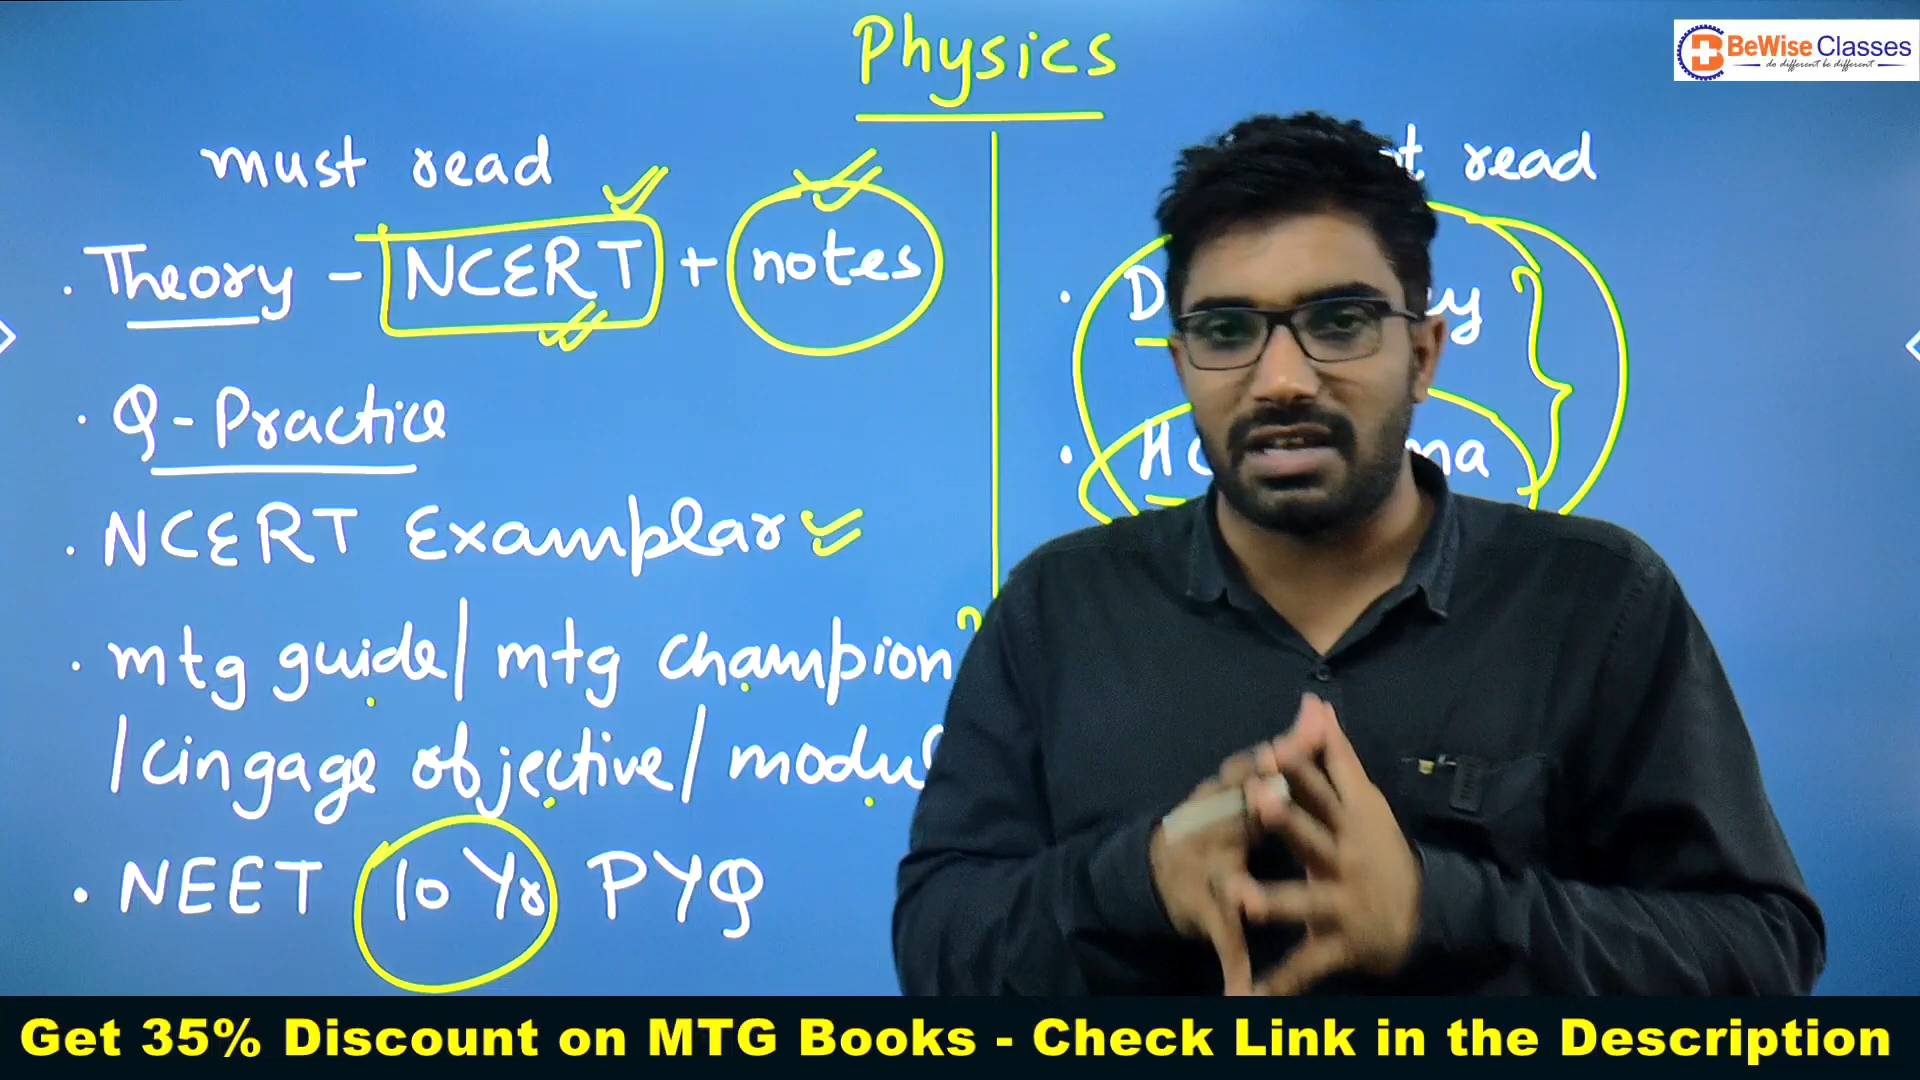 Physics
BeWise Classes
do different be different
must read
read
. Theory - NCERT + notes
. Q-Practice
. NCERT Examplar
. mtg guide/ mtg champion
/cingage objective/
. NEET 10 Yr PYQ
Get 35% Discount on MTG Books - Check Link in the Description